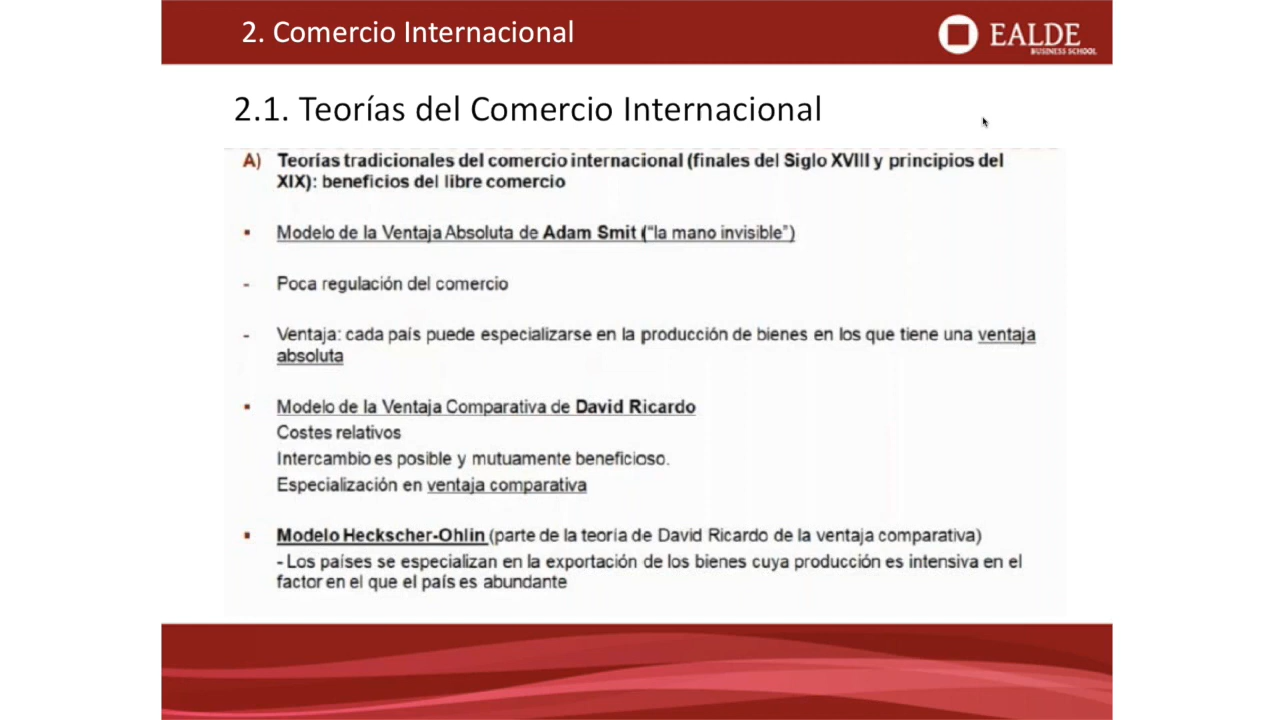 2. Comercio Internacional
EALDE
BUSINESS SCHOOL
2.1. Teorías del Comercio Internacional
A) Teorías tradicionales del comercio internacional (finales del Siglo XVIII y principios del
XIX): beneficios del libre comercio
▪ Modelo de la Ventaja Absoluta de Adam Smit (“la mano invisible”)
- Poca regulación del comercio
- Ventaja: cada país puede especializarse en la producción de bienes en los que tiene una ventaja
absoluta
▪ Modelo de la Ventaja Comparativa de David Ricardo
Costes relativos
Intercambio es posible y mutuamente beneficioso.
Especialización en ventaja comparativa
▪ Modelo Heckscher-Ohlin (parte de la teoría de David Ricardo de la ventaja comparativa)
- Los países se especializan en la exportación de los bienes cuya producción es intensiva en el
factor en el que el país es abundante